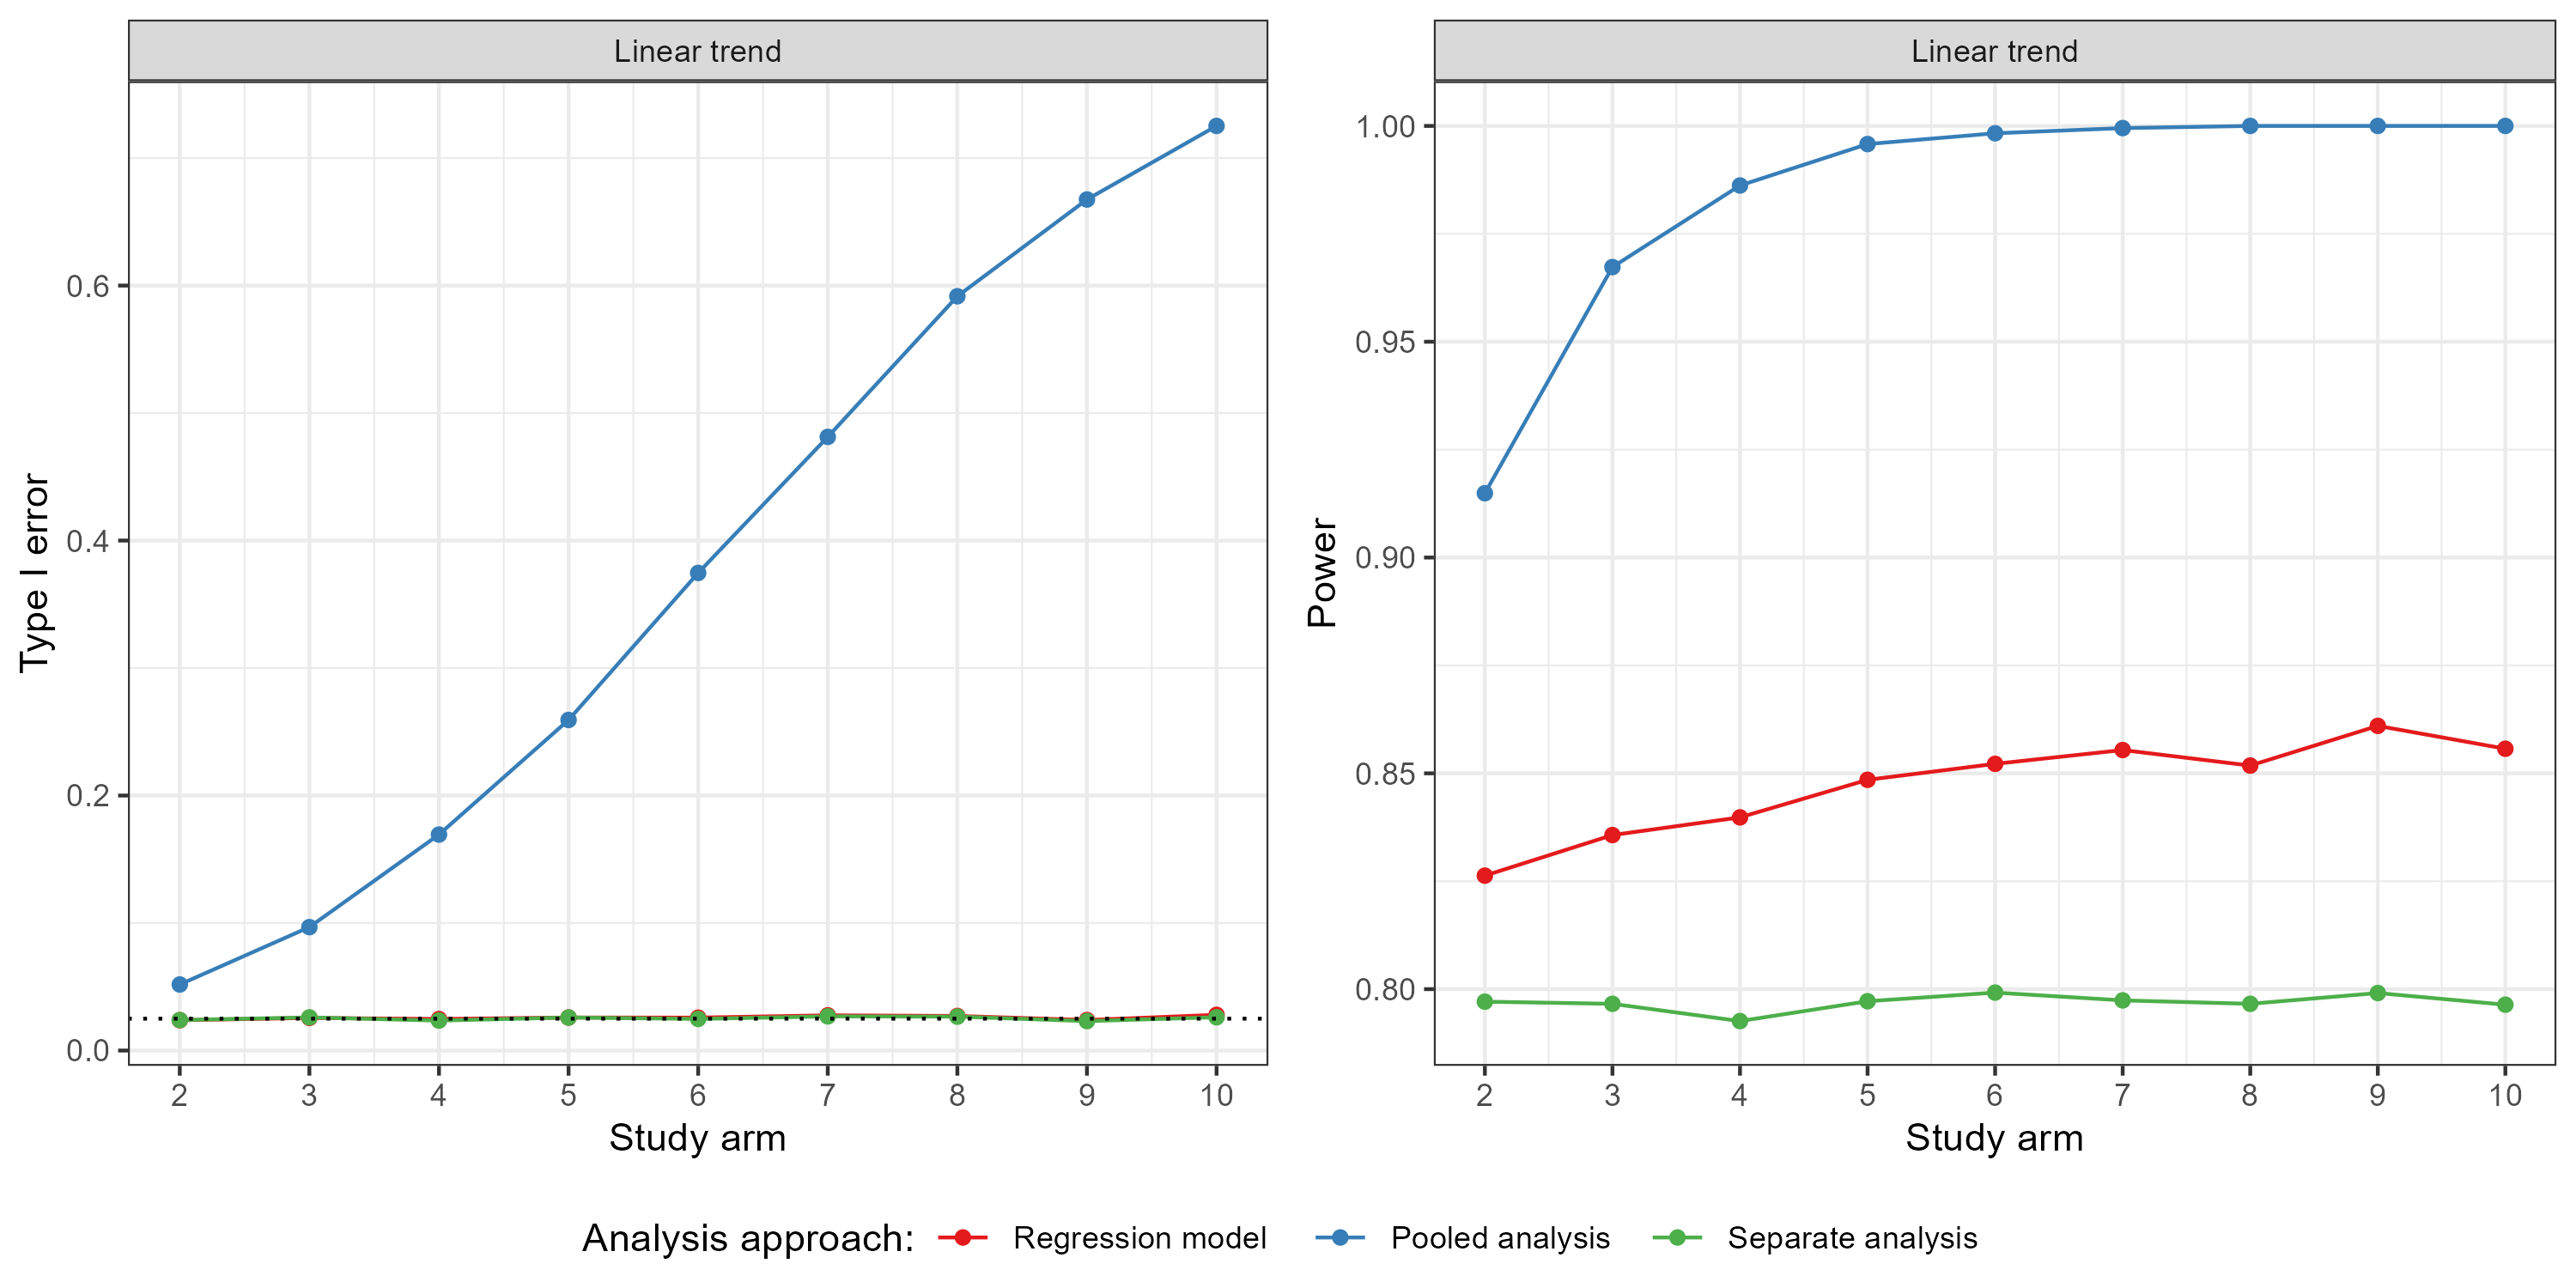 Linear trend
Type I error
0.6
0.4
0.2
0.0
2 3 4 5 6 7 8 9 10
Study arm
Linear trend
Power
1.00
0.95
0.90
0.85
0.80
2 3 4 5 6 7 8 9 10
Study arm
Analysis approach: Regression model Pooled analysis Separate analysis